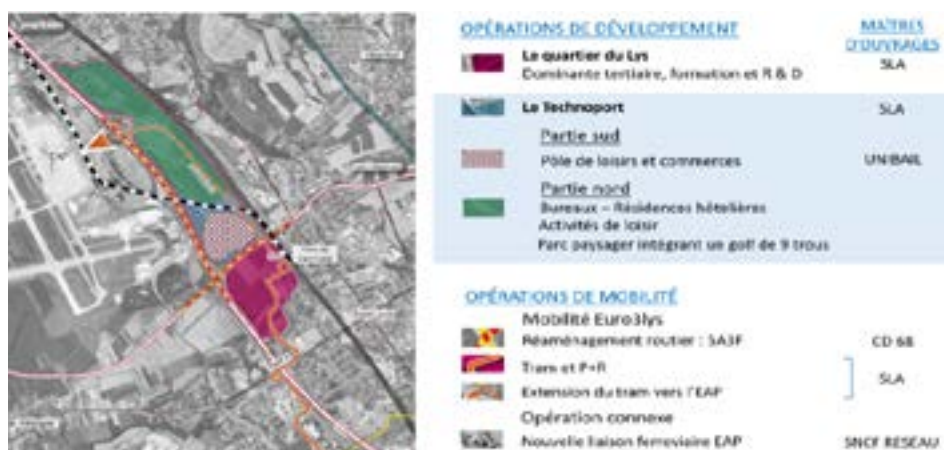 OPÉRATIONS DE DÉVELOPPEMENT
MAÎTRES
D'OUVRAGES
Le quartier du Lys
SLA
Dominante tertiaire, formation et R & D
Le Technoport
SLA
Partie sud
Pôle de loisirs et commerces
UNIBAIL
Partie nord
Bureaux – Résidences hôtelières
Activités de loisir
Parc paysager intégrant un golf de 9 trous
OPÉRATIONS DE MOBILITÉ
Mobilité Euro3lys
Réaménagement routier : 5A3F
CD 68
Tram et P+R
SLA
Extension du tram vers l'EAP
Opération connexe
Nouvelle liaison ferroviaire EAP
SNCF RESEAU